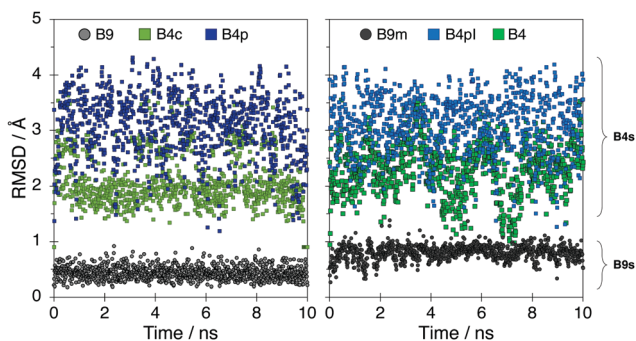 5
B9 B4c B4p
B9m B4pl B4
4
3
B4s
RMSD / Å
2
1
B9s
0
0 2 4 6 8 10
0 2 4 6 8 10
Time / ns
Time / ns